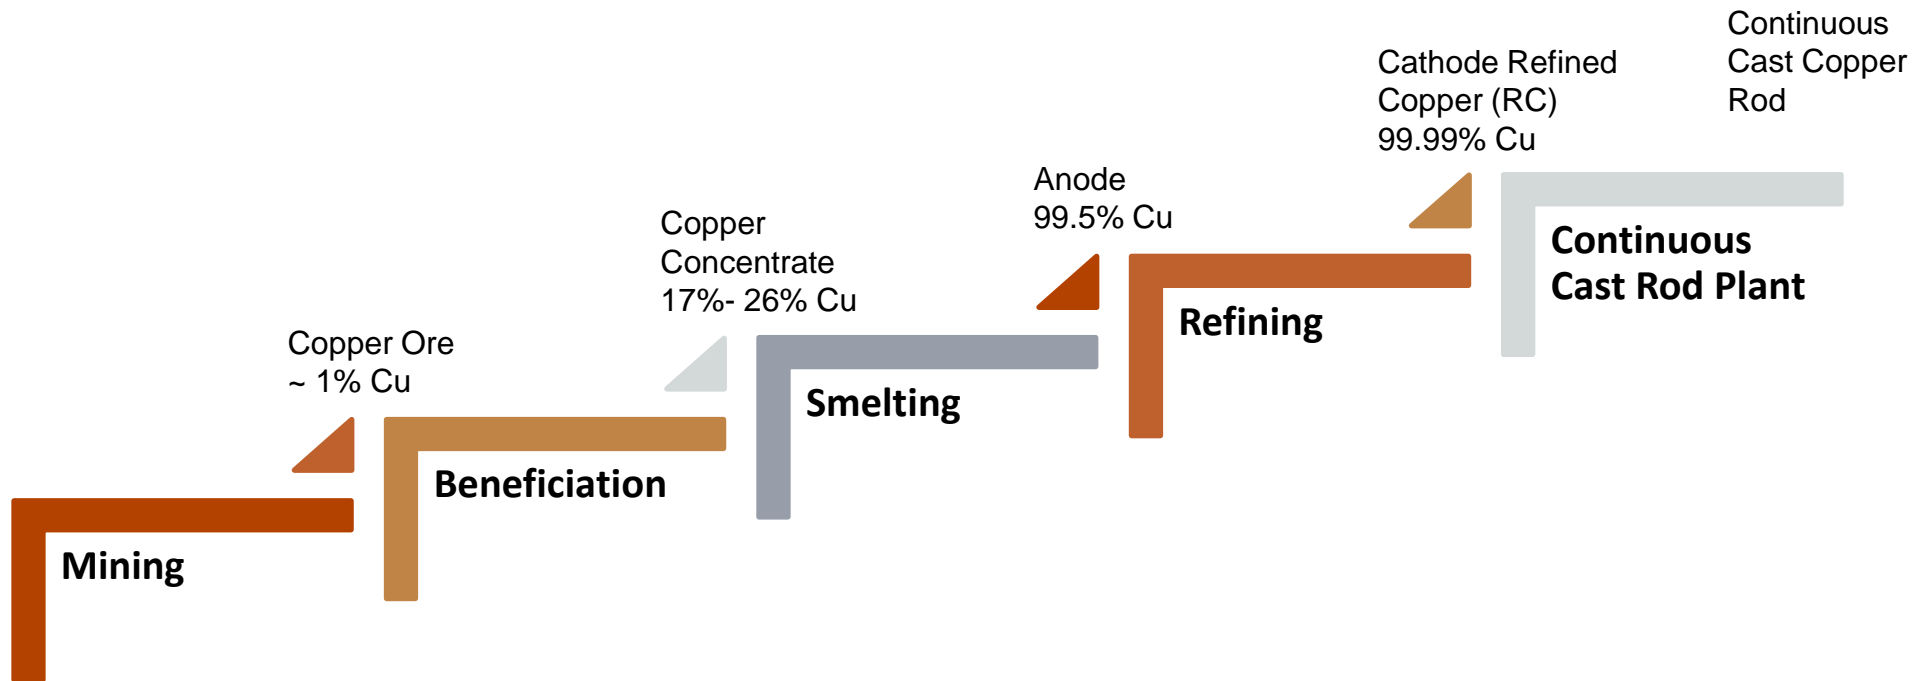 Mining
Copper Ore
~ 1% Cu
Beneficiation
Copper
Concentrate
17%- 26% Cu
Smelting
Anode
99.5% Cu
Refining
Cathode Refined
Copper (RC)
99.99% Cu
Continuous
Cast Rod Plant
Continuous
Cast Copper
Rod